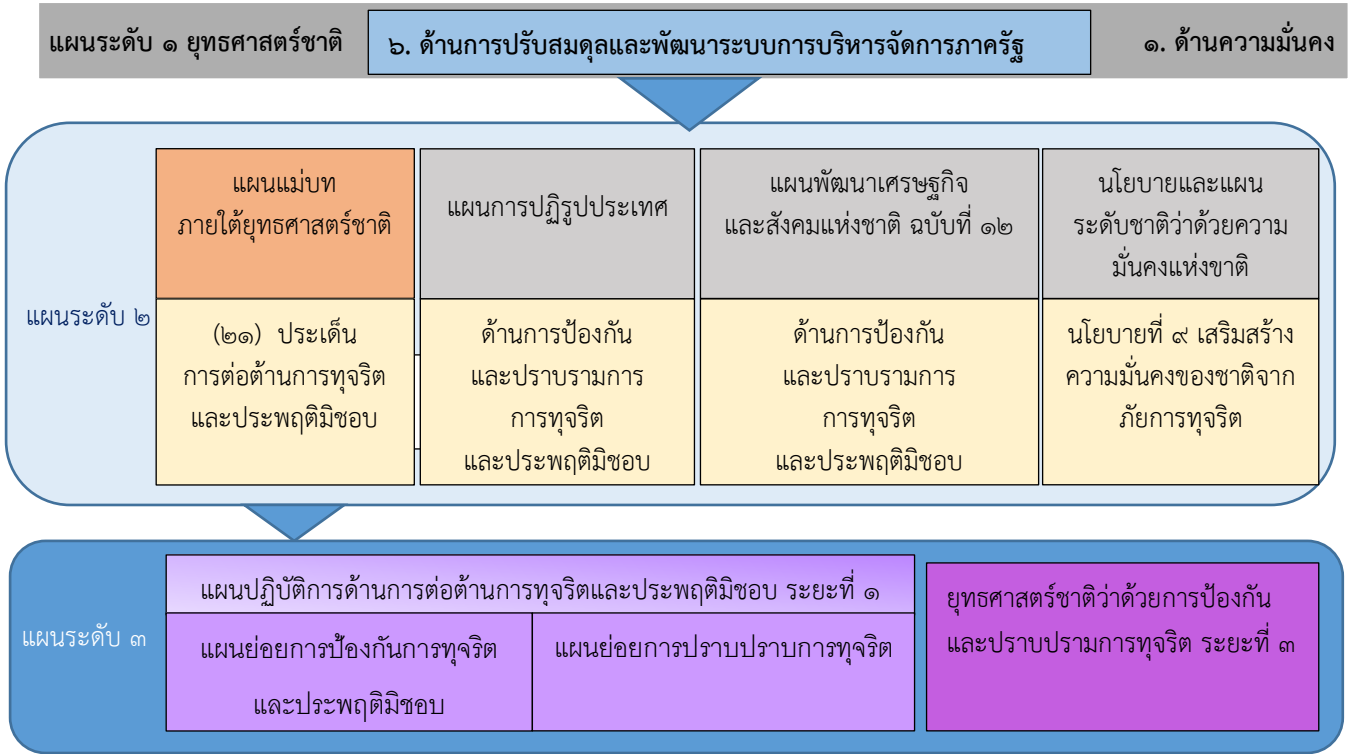 แผนระดับ ๑ ยุทธศาสตร์ชาติ
๖. ด้านการปรับสมดุลและพัฒนาระบบการบริหารจัดการภาครัฐ
๑. ด้านความมั่นคง
แผนระดับ ๒
แผนแม่บท
ภายใต้ยุทธศาสตร์ชาติ
แผนการปฏิรูปประเทศ
แผนพัฒนาเศรษฐกิจ
และสังคมแห่งชาติ ฉบับที่ ๑๒
นโยบายและแผน
ระดับชาติว่าด้วยความ
มั่นคงแห่งขาติ
(๒๑) ประเด็น
การต่อต้านการทุจริต
และประพฤติมิชอบ
ด้านการป้องกัน
และปราบรามการ
การทุจริต
และประพฤติมิชอบ
ด้านการป้องกัน
และปราบรามการ
การทุจริต
และประพฤติมิชอบ
นโยบายที่ ๙ เสริมสร้าง
ความมั่นคงของชาติจาก
ภัยการทุจริต
แผนระดับ ๓
แผนปฏิบัติการด้านการต่อต้านการทุจริตและประพฤติมิชอบ ระยะที่ ๑
แผนย่อยการป้องกันการทุจริต
และประพฤติมิชอบ
แผนย่อยการปราบปราบการทุจริต
ยุทธศาสตร์ชาติว่าด้วยการป้องกัน
และปราบปรามการทุจริต ระยะที่ ๓